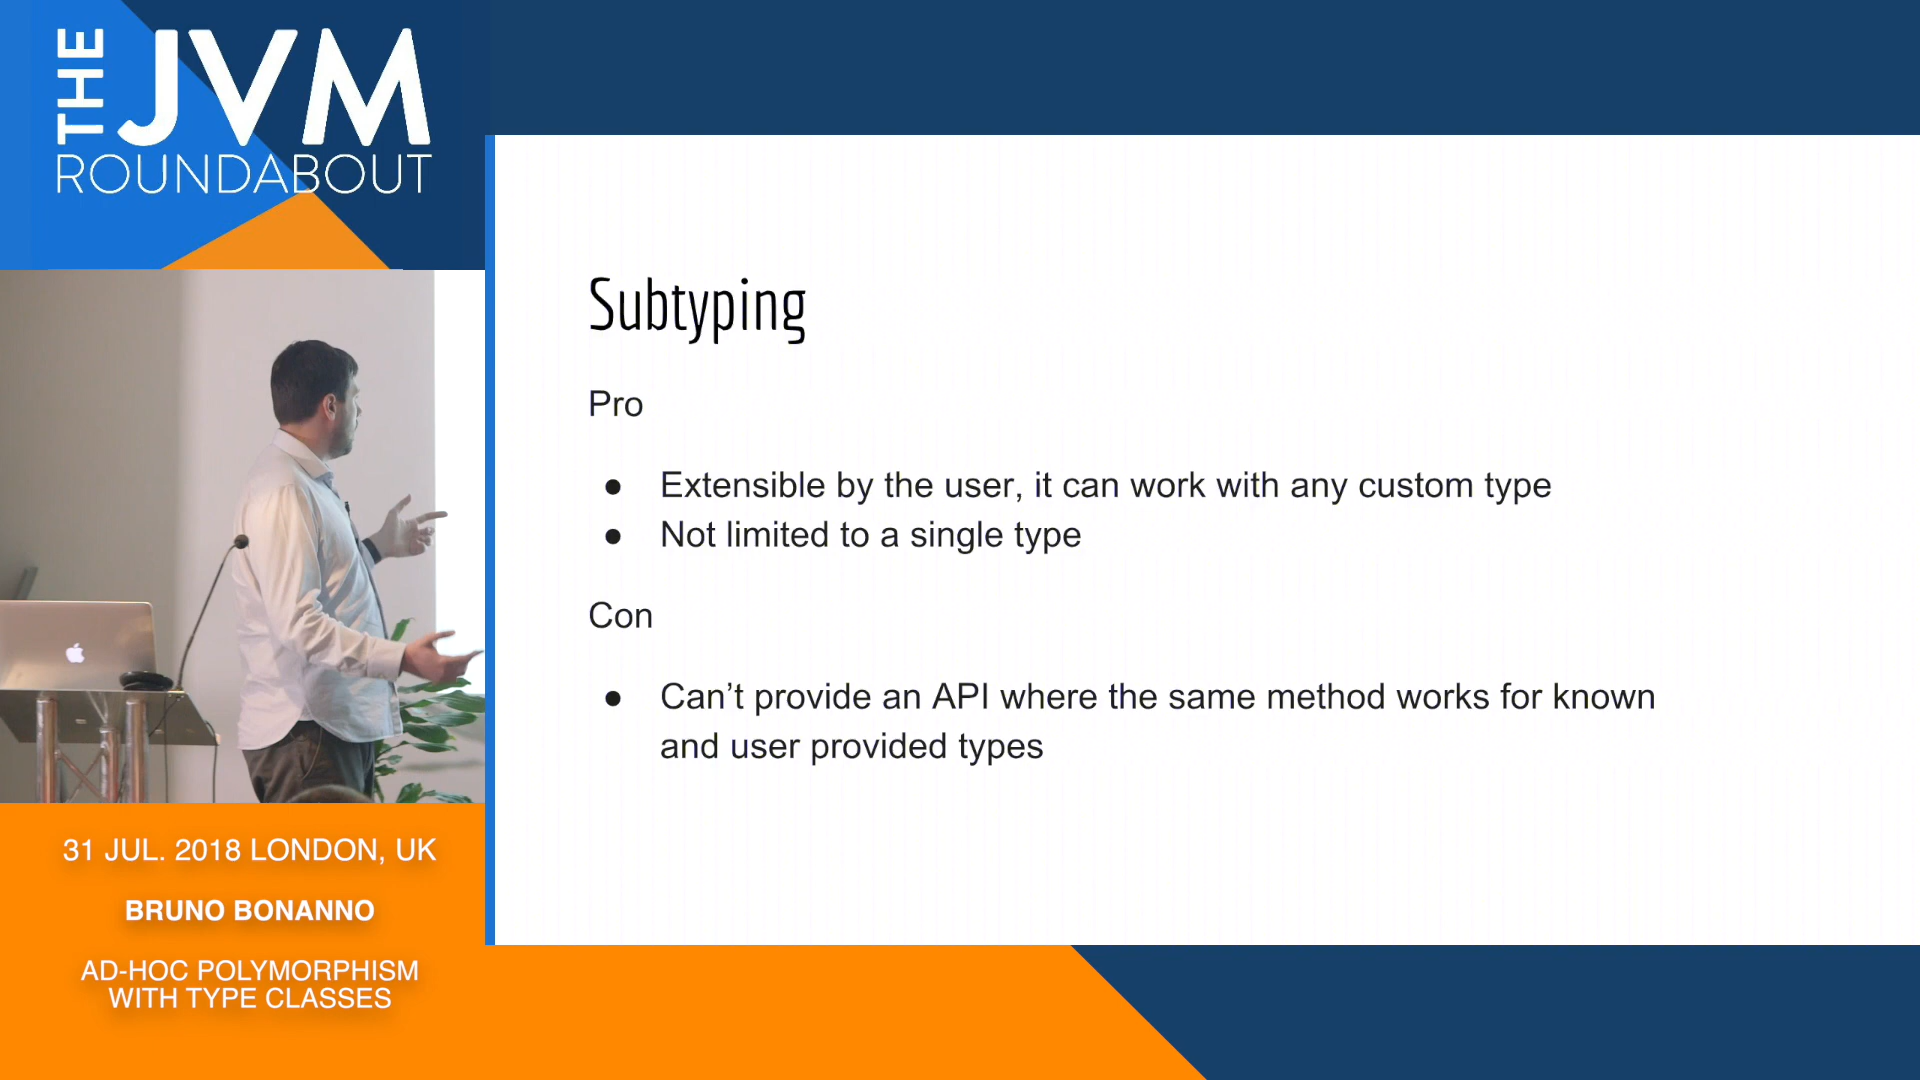 THE
JVM
ROUNDABOUT
Subtyping
Pro
● Extensible by the user, it can work with any custom type
● Not limited to a single type
Con
● Can’t provide an API where the same method works for known
and user provided types
31 JUL. 2018 LONDON, UK
BRUNO BONANNO
AD-HOC POLYMORPHISM
WITH TYPE CLASSES